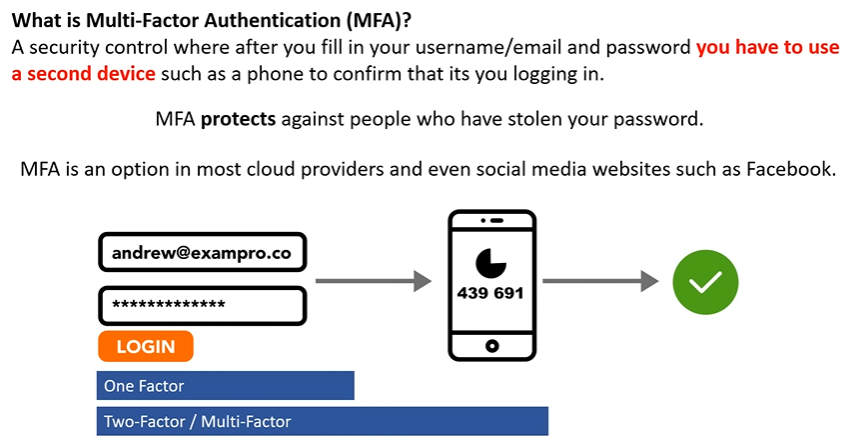 What is Multi-Factor Authentication (MFA)?
A security control where after you fill in your username/email and password you have to use
a second device such as a phone to confirm that its you logging in.
MFA protects against people who have stolen your password.
MFA is an option in most cloud providers and even social media websites such as Facebook.
andrew@exampro.co
*************
439 691
LOGIN
One Factor
Two-Factor / Multi-Factor